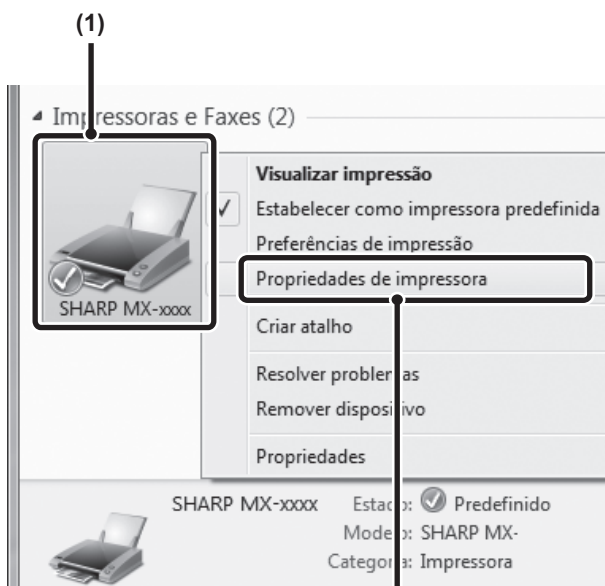 (1)
Impressoras e Faxes (2)
Visualizar impressão
Estabelecer como impressora predefinida
Preferências de impressão
Propriedades de impressora
SHARP MX-xxxx
Criar atalho
Resolver problemas
Remover dispositivo
Propriedades
SHARP MX-xxxx Estado: Predefinido
Modelo: SHARP MX-
Categoria: Impressora